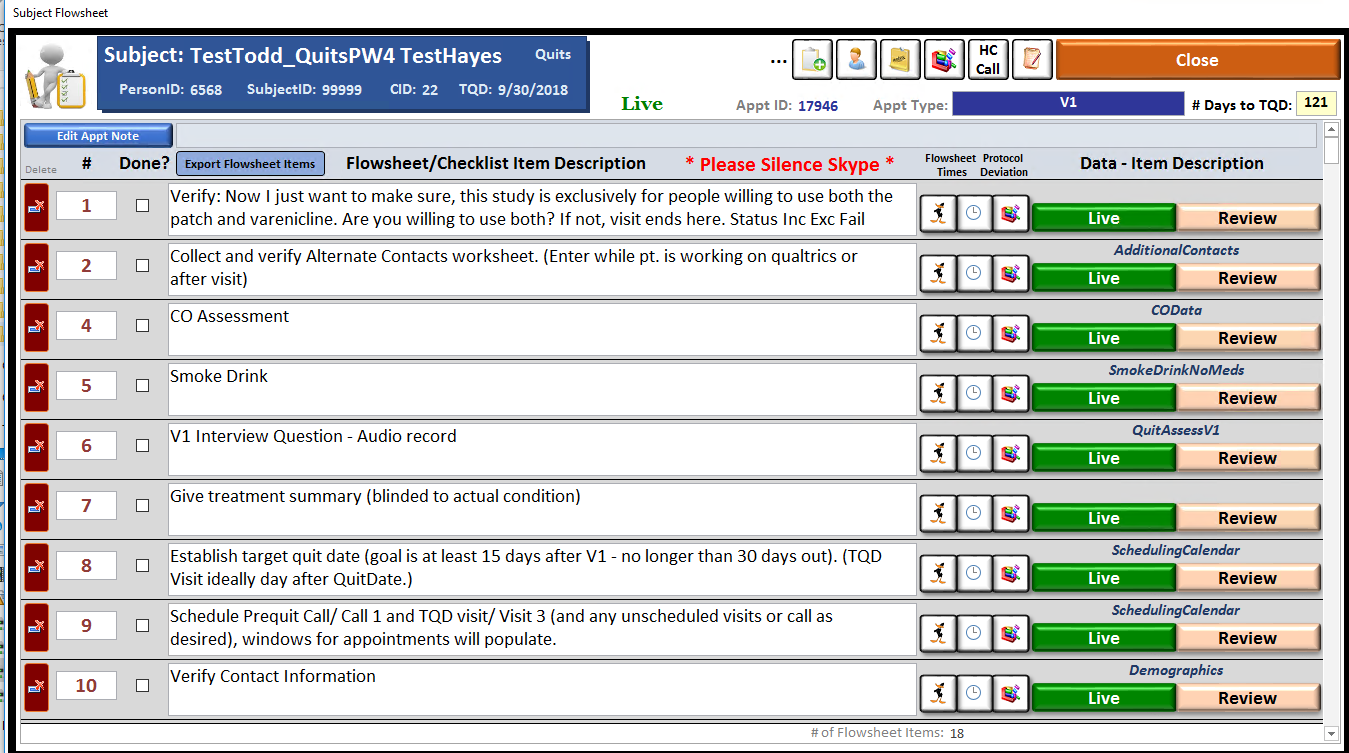 Subject Flowsheet
Subject: TestTodd_QuitsPW4 TestHayes Quits
PersonID: 6568 SubjectID: 99999 CID: 22 TQD: 9/30/2018
... HC Call Close
Live Appt ID: 17946 Appt Type: V1 # Days to TQD: 121
Edit Appt Note
Delete # Done? Export Flowsheet Items Flowsheet/Checklist Item Description * Please Silence Skype * Flowsheet Times Protocol Deviation Data - Item Description
1 Verify: Now I just want to make sure, this study is exclusively for people willing to use both the
patch and varenicline. Are you willing to use both? If not, visit ends here. Status Inc Exc Fail
Live Review
AdditionalContacts
2 Collect and verify Alternate Contacts worksheet. (Enter while pt. is working on qualtrics or
after visit)
Live Review
COData
4 CO Assessment
Live Review
SmokeDrinkNoMeds
5 Smoke Drink
Live Review
QuitAssessV1
6 V1 Interview Question - Audio record
Live Review
7 Give treatment summary (blinded to actual condition)
Live Review
SchedulingCalendar
8 Establish target quit date (goal is at least 15 days after V1 - no longer than 30 days out). (TQD
Visit ideally day after QuitDate.)
Live Review
SchedulingCalendar
9 Schedule Prequit Call/ Call 1 and TQD visit/ Visit 3 (and any unscheduled visits or call as
desired), windows for appointments will populate.
Live Review
Demographics
10 Verify Contact Information
Live Review
# of Flowsheet Items: 18